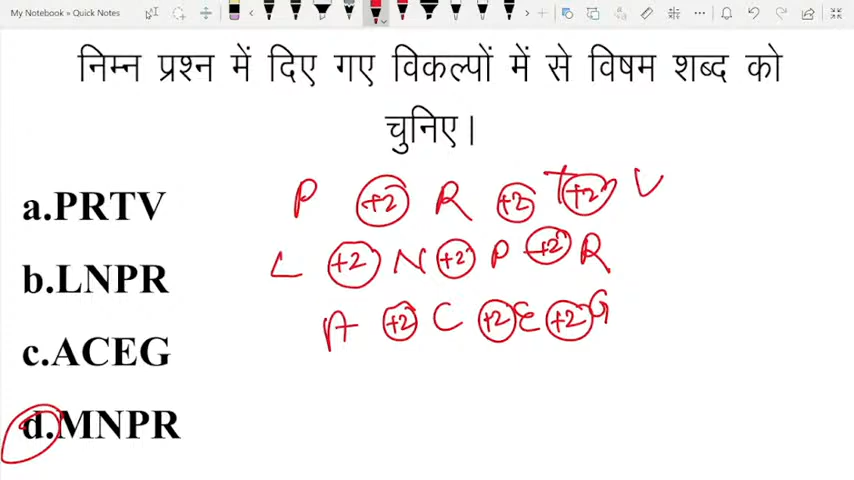 My Notebook » Quick Notes
निम्न प्रश्न में दिए गए विकल्पों में से विषम शब्द को
चुनिए।
a.PRTV
P +2 R +2 T +2 V
b.LNPR
L +2 N +2 P +2 R
c.ACEG
A +2 C +2 E +2 G
d.MNPR